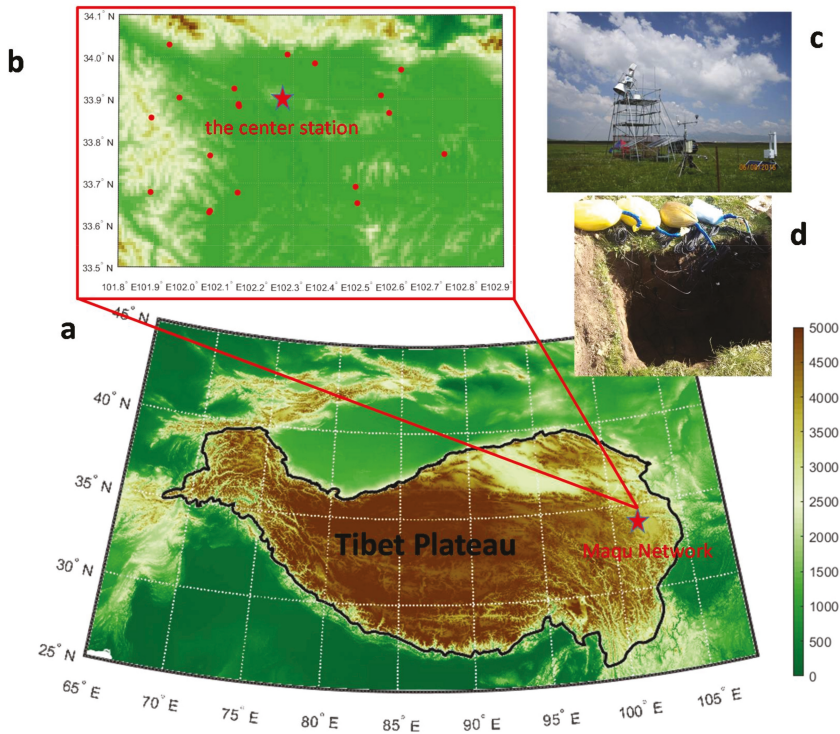 b
34.1° N
34.0° N
33.9° N
33.8° N
33.7° N
33.6° N
33.5° N
101.8° E101.9° E102.0° E102.1° E102.2° E102.3° E102.4° E102.5° E102.6° E102.7° E102.8° E102.9° E
the center station
c
d
a
45° N
40° N
35° N
30° N
25° N
65° E
70° E
75° E
80° E
85° E
90° E
95° E
100° E
105° E
Tibet Plateau
Maqu Network
5000
4500
4000
3500
3000
2500
2000
1500
1000
500
0